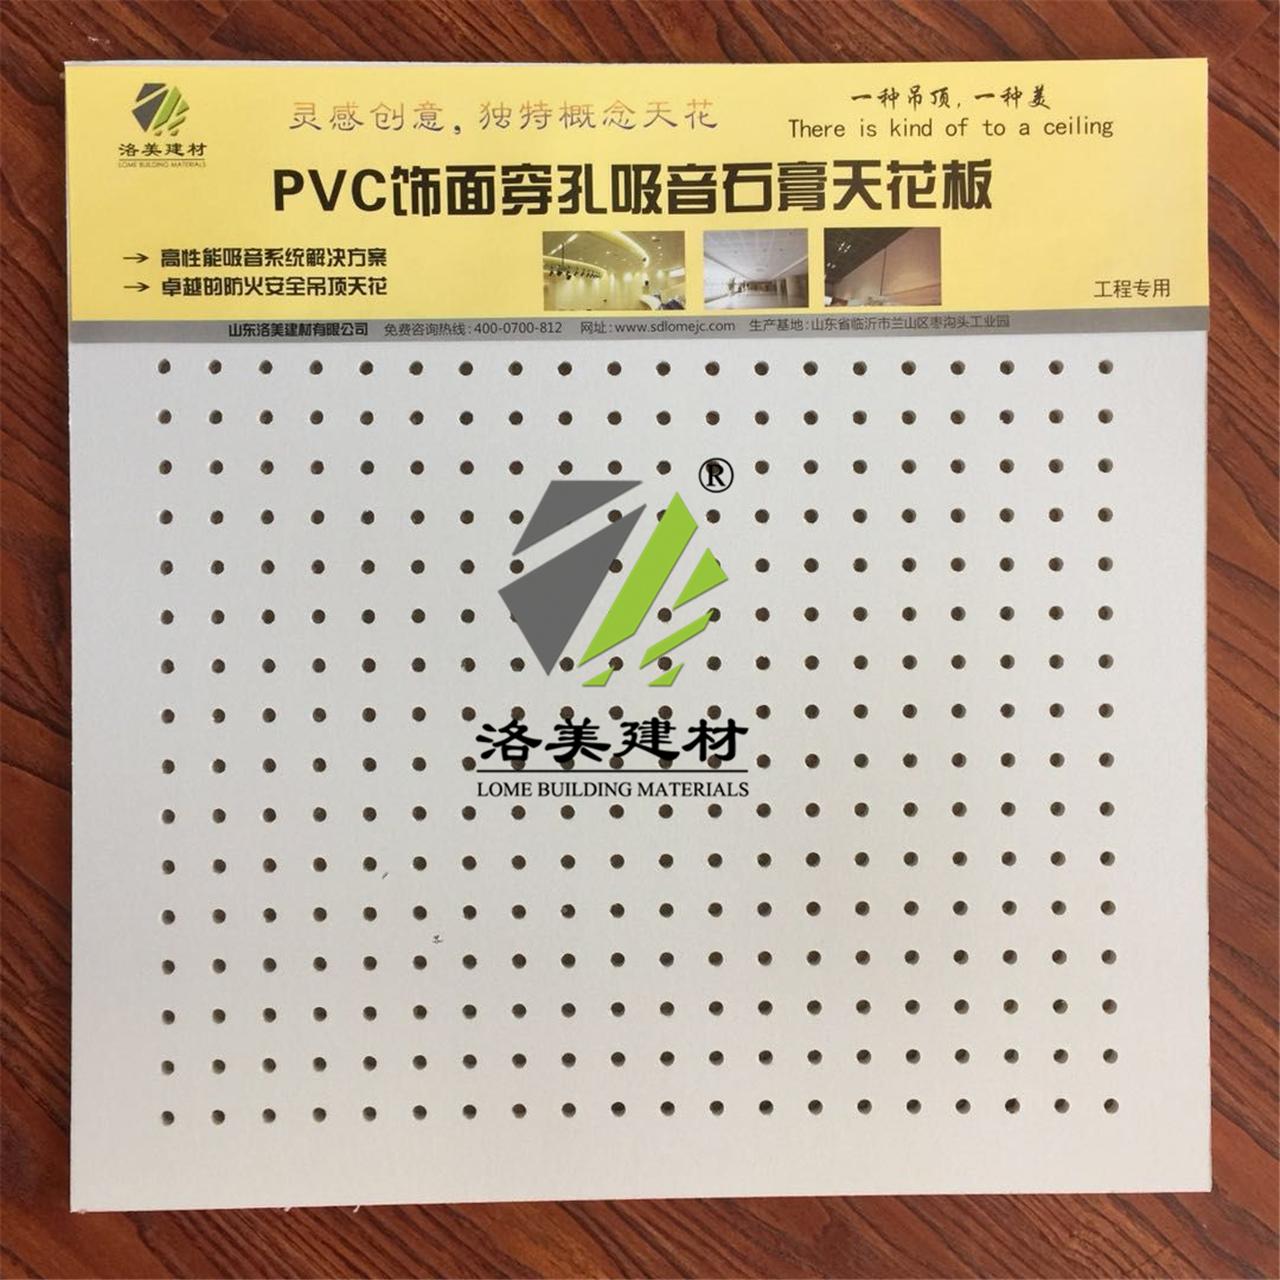 灵感创意,独特概念天花
一种吊顶,一种美
There is kind of to a ceiling
洛美建材
LOME BUILDING MATERIALS
PVC饰面穿孔吸音石膏天花板
→ 高性能吸音系统解决方案
→ 卓越的防火安全吊顶天花
工程专用
山东洛美建材有限公司 免费咨询热线:400-0700-812 网址:www.sdlomejc.com 生产基地:山东省临沂市兰山区枣沟头工业园
®
洛美建材
LOME BUILDING MATERIALS